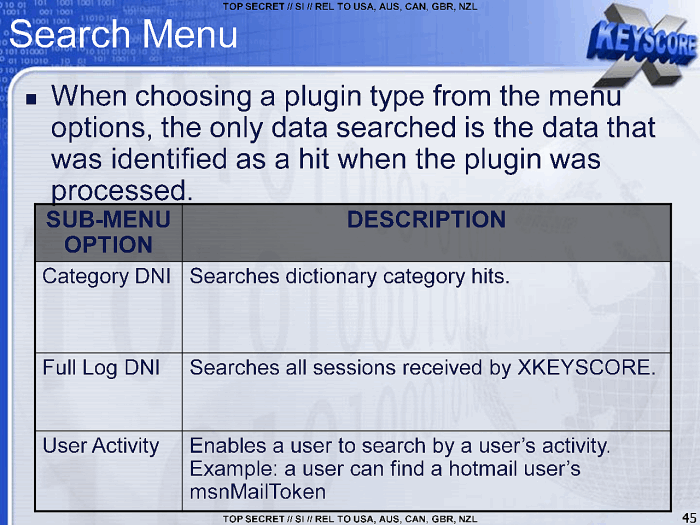 TOP SECRET // SI // REL TO USA, AUS, CAN, GBR, NZL
Search Menu
XKEYSCORE
■ When choosing a plugin type from the menu
options, the only data searched is the data that
was identified as a hit when the plugin was
processed.
SUB-MENU OPTION DESCRIPTION
Category DNI Searches dictionary category hits.
Full Log DNI Searches all sessions received by XKEYSCORE.
User Activity Enables a user to search by a user's activity.
Example: a user can find a hotmail user's
msnMailToken
TOP SECRET // SI // REL TO USA, AUS, CAN, GBR, NZL
45